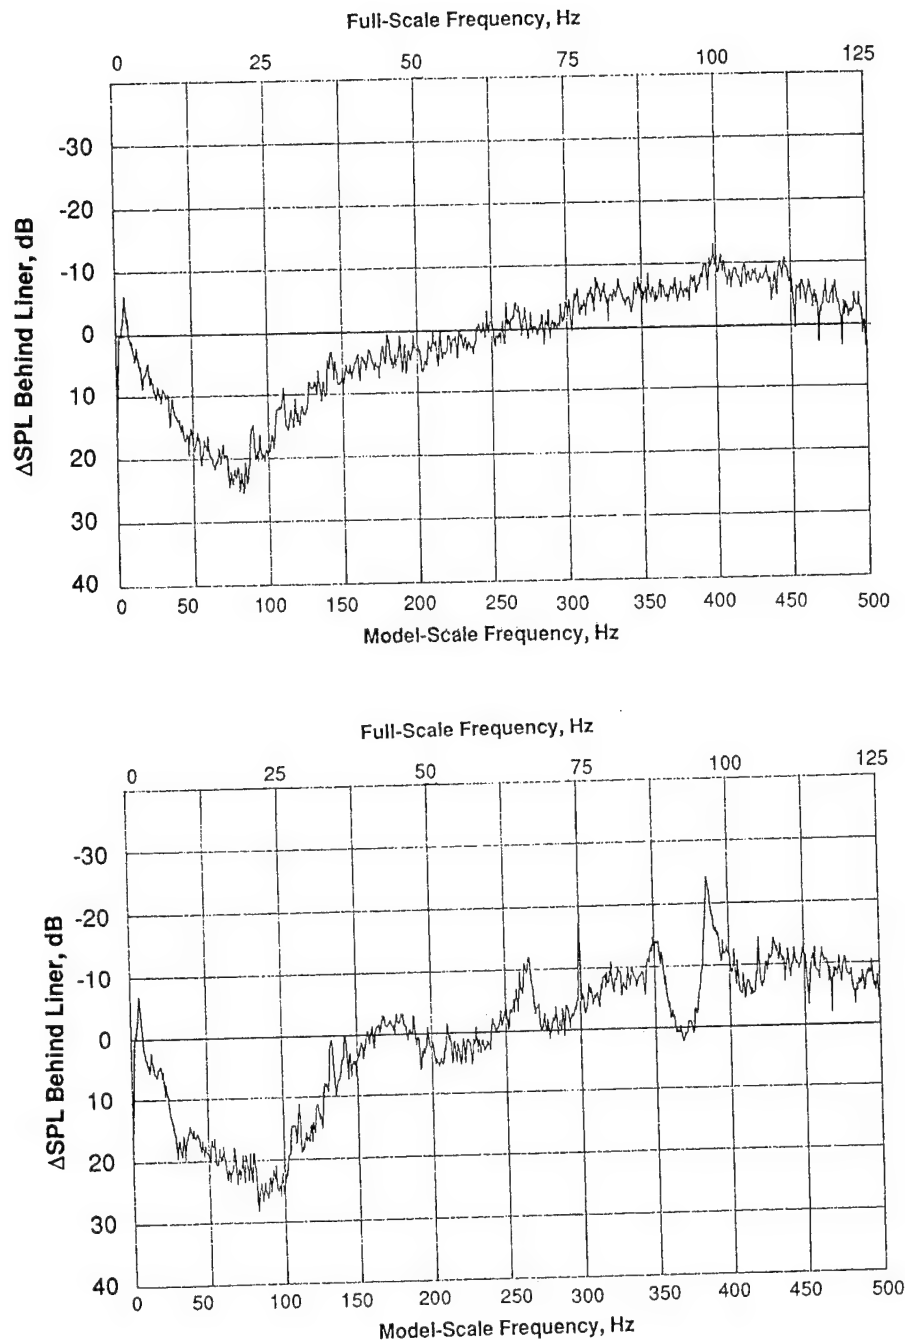 Full-Scale Frequency, Hz
0 25 50 75 100 125
-30
-20
-10
0
10
20
30
40
ΔSPL Behind Liner, dB
0 50 100 150 200 250 300 350 400 450 500
Model-Scale Frequency, Hz
Full-Scale Frequency, Hz
0 25 50 75 100 125
-30
-20
-10
0
10
20
30
40
ΔSPL Behind Liner, dB
0 50 100 150 200 250 300 350 400 450 500
Model-Scale Frequency, Hz